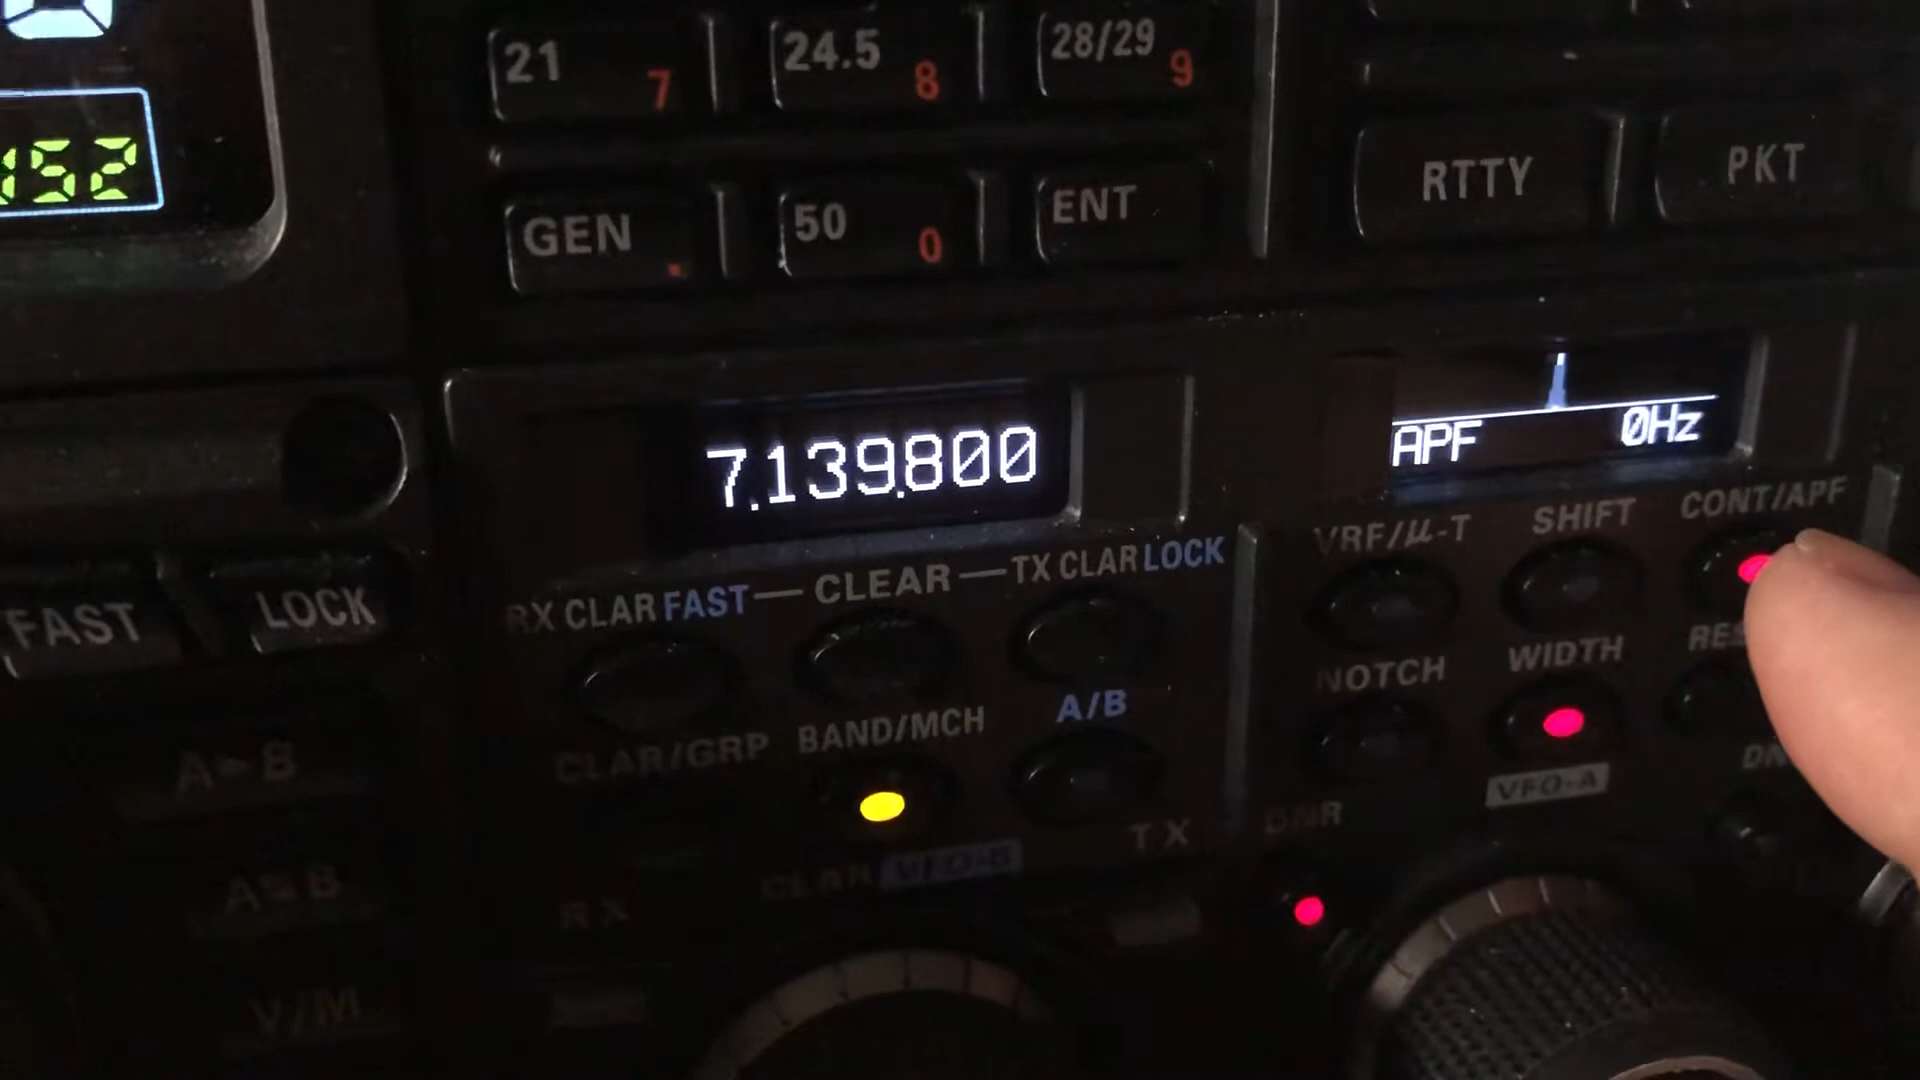 152
21 7
24.5 8
28/29 9
GEN .
50 0
ENT
RTTY
PKT
7.139.800
APF 0Hz
FAST
LOCK
RX CLAR FAST — CLEAR — TX CLAR LOCK
CLAR/GRP
BAND/MCH
A/B
VRF/μ-T
SHIFT
CONT/APF
NOTCH
WIDTH
VFO-A
DNR
A▶B
A◀B
V/M
RX
CLAR VFO-B
TX